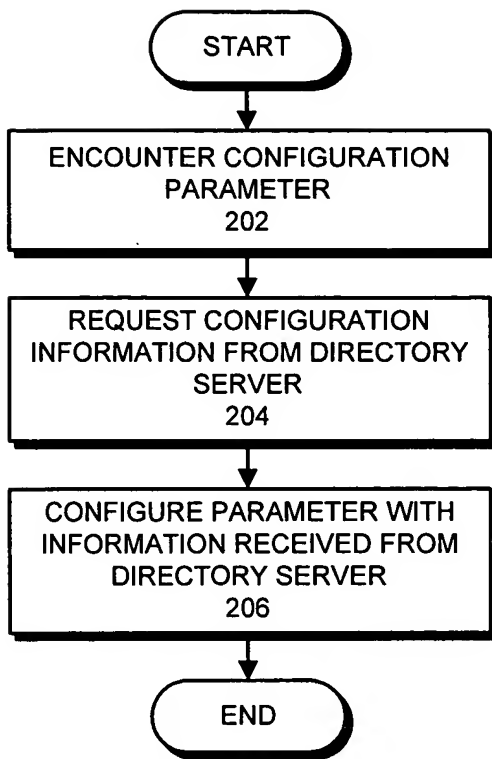 START
ENCOUNTER CONFIGURATION
PARAMETER
202
REQUEST CONFIGURATION
INFORMATION FROM DIRECTORY
SERVER
204
CONFIGURE PARAMETER WITH
INFORMATION RECEIVED FROM
DIRECTORY SERVER
206
END